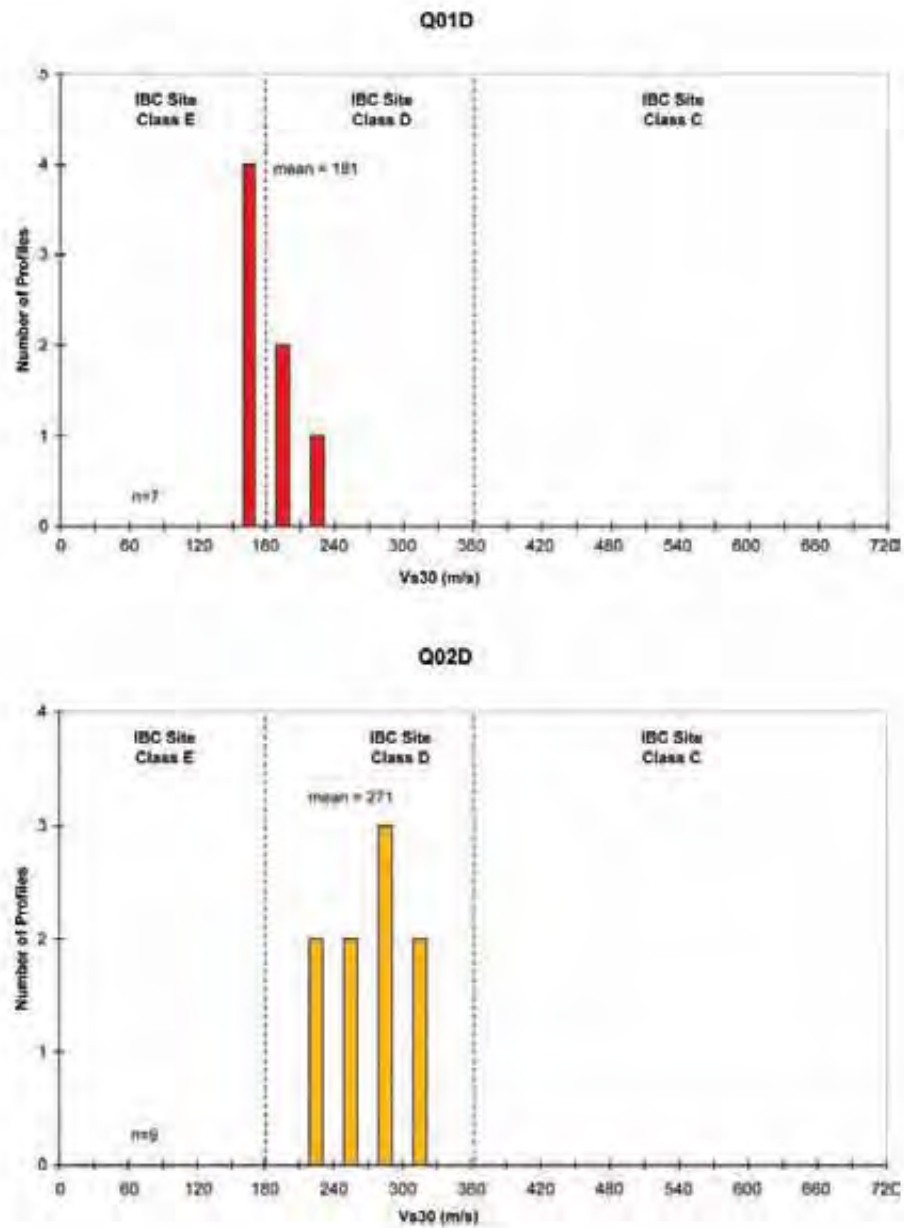 Q01D
5
IBC Site
Class E
IBC Site
Class D
IBC Site
Class C
4
mean = 181
3
2
1
0
n=7
Number of Profiles
0 60 120 180 240 300 360 420 480 540 600 660 720
Vs30 (m/s)
Q02D
4
IBC Site
Class E
IBC Site
Class D
IBC Site
Class C
mean = 271
3
2
1
0
n=9
Number of Profiles
0 60 120 180 240 300 360 420 480 540 600 660 720
Vs30 (m/s)